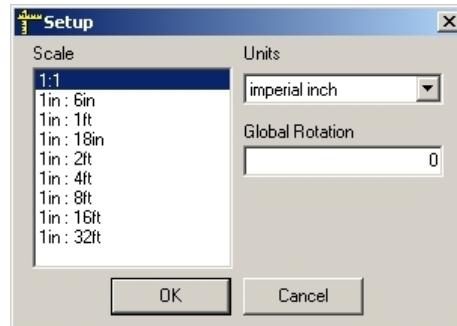 Setup
Scale
1:1
1in : 6in
1in : 1ft
1in : 18in
1in : 2ft
1in : 4ft
1in : 8ft
1in : 16ft
1in : 32ft
Units
imperial inch
Global Rotation
0
OK
Cancel